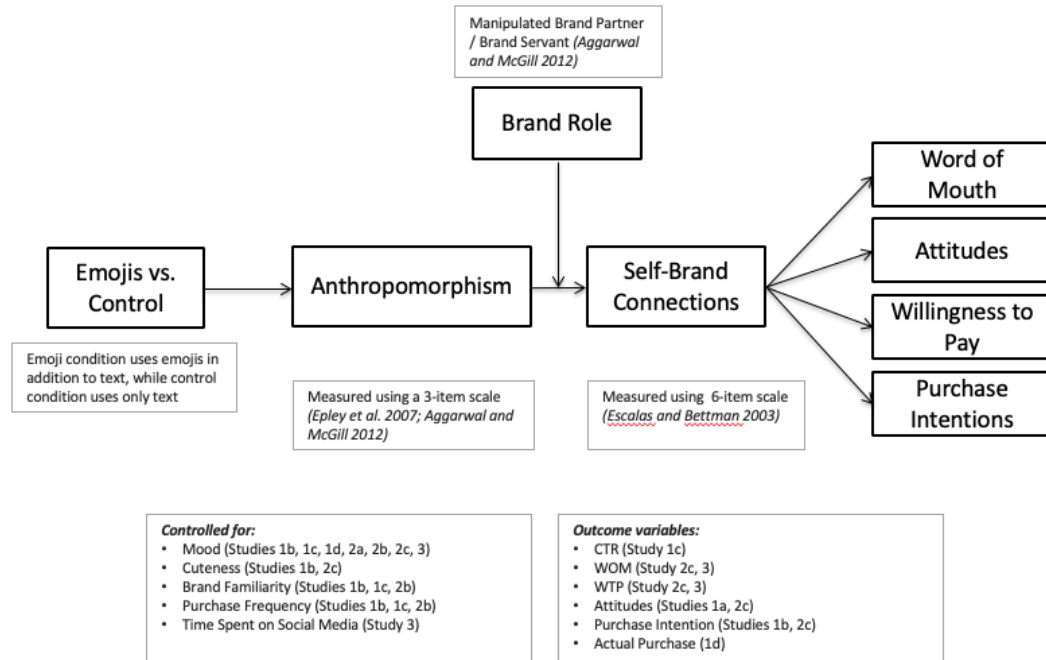 Manipulated Brand Partner
/ Brand Servant (Aggarwal
and McGill 2012)
Brand Role
Word of
Mouth
Emojis vs.
Control
Anthropomorphism
Self-Brand
Connections
Attitudes
Willingness to
Pay
Purchase
Intentions
Emoji condition uses emojis in
addition to text, while control
condition uses only text
Measured using a 3-item scale
(Epley et al. 2007; Aggarwal and
McGill 2012)
Measured using 6-item scale
(Escalas and Bettman 2003)
Controlled for:
• Mood (Studies 1b, 1c, 1d, 2a, 2b, 2c, 3)
• Cuteness (Studies 1b, 2c)
• Brand Familiarity (Studies 1b, 1c, 2b)
• Purchase Frequency (Studies 1b, 1c, 2b)
• Time Spent on Social Media (Study 3)
Outcome variables:
• CTR (Study 1c)
• WOM (Study 2c, 3)
• WTP (Study 2c, 3)
• Attitudes (Studies 1a, 2c)
• Purchase Intention (Studies 1b, 2c)
• Actual Purchase (1d)